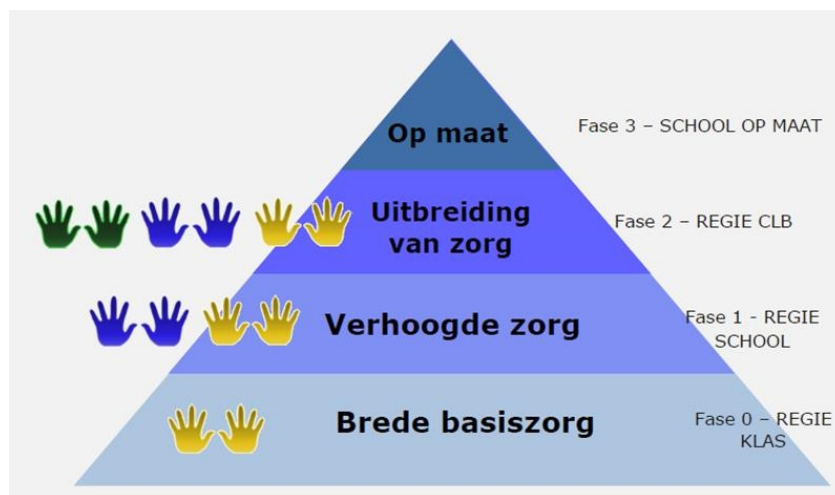 Op maat
Fase 3 – SCHOOL OP MAAT
Uitbreiding
van zorg
Fase 2 – REGIE CLB
Verhoogde zorg
Fase 1 - REGIE
SCHOOL
Brede basiszorg
Fase 0 – REGIE
KLAS